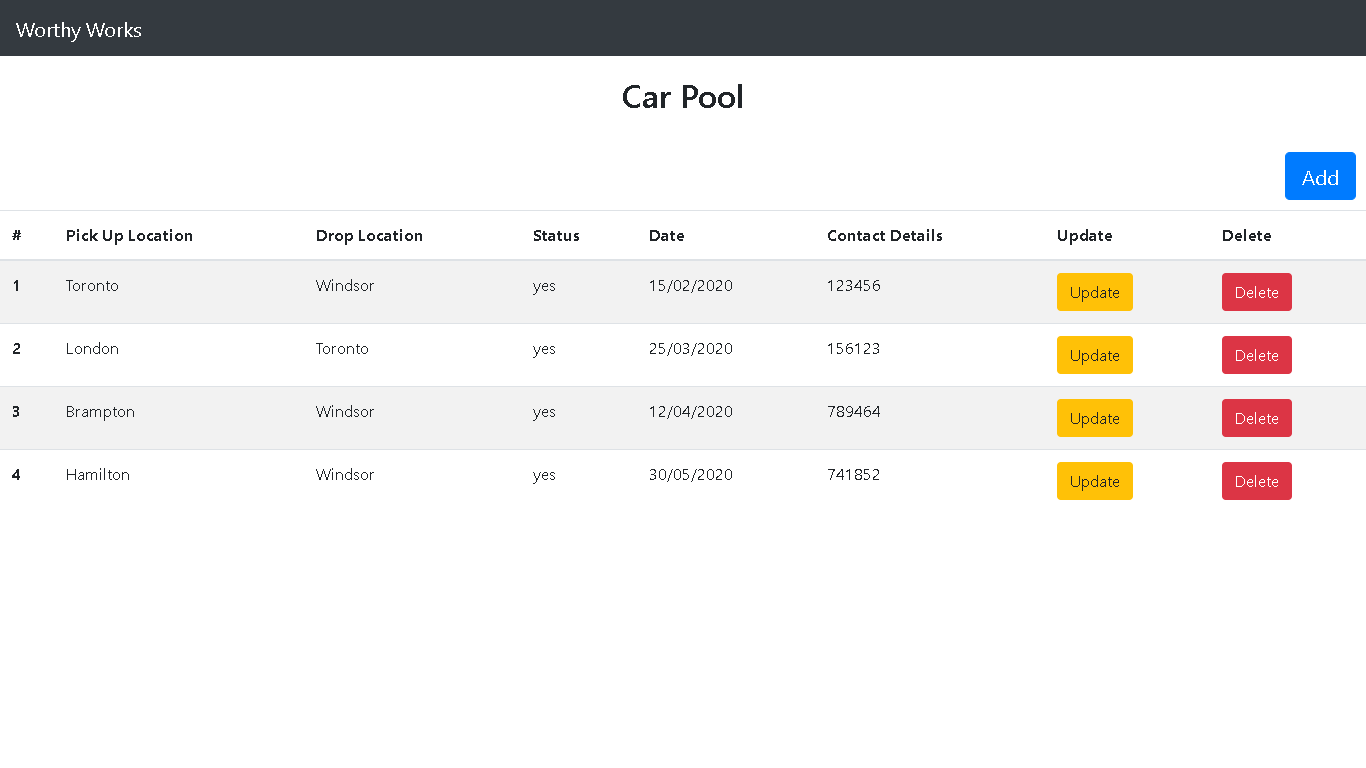 Worthy Works
Car Pool
Add
# Pick Up Location Drop Location Status Date Contact Details Update Delete
1 Toronto Windsor yes 15/02/2020 123456 Update Delete
2 London Toronto yes 25/03/2020 156123 Update Delete
3 Brampton Windsor yes 12/04/2020 789464 Update Delete
4 Hamilton Windsor yes 30/05/2020 741852 Update Delete